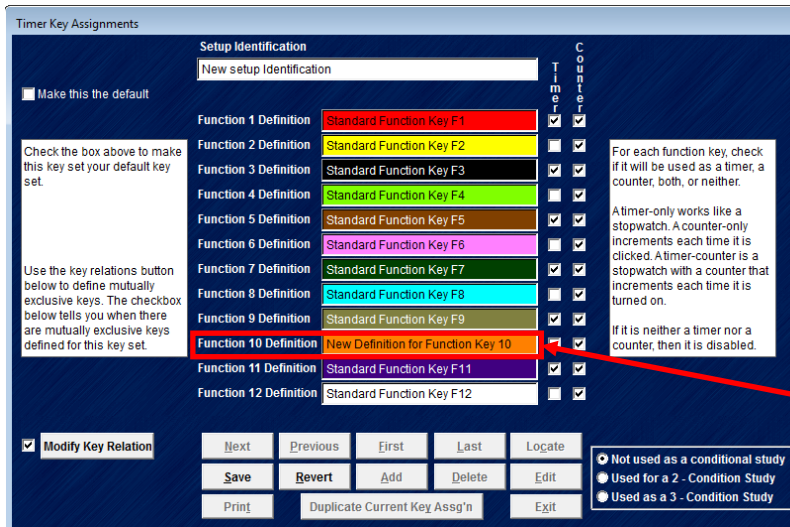 Timer Key Assignments
Setup Identification
New setup Identification
Timer
Counter
Make this the default
Function 1 Definition Standard Function Key F1
Function 2 Definition Standard Function Key F2
Function 3 Definition Standard Function Key F3
Function 4 Definition Standard Function Key F4
Function 5 Definition Standard Function Key F5
Function 6 Definition Standard Function Key F6
Function 7 Definition Standard Function Key F7
Function 8 Definition Standard Function Key F8
Function 9 Definition Standard Function Key F9
Function 10 Definition New Definition for Function Key 10
Function 11 Definition Standard Function Key F11
Function 12 Definition Standard Function Key F12
Check the box above to make
this key set your default key
set.
Use the key relations button
below to define mutually
exclusive keys. The checkbox
below tells you when there
are mutually exclusive keys
defined for this key set.
For each function key, check
if it will be used as a timer, a
counter, both, or neither.
A timer-only works like a
stopwatch. A counter-only
increments each time it is
clicked. A timer-counter is a
stopwatch with a counter that
increments each time it is
turned on.
If it is neither a timer nor a
counter, then it is disabled.
Modify Key Relation
Next Previous First Last Locate
Save Revert Add Delete Edit
Print Duplicate Current Key Assg'n Exit
Not used as a conditional study
Used for a 2 - Condition Study
Used as a 3 - Condition Study